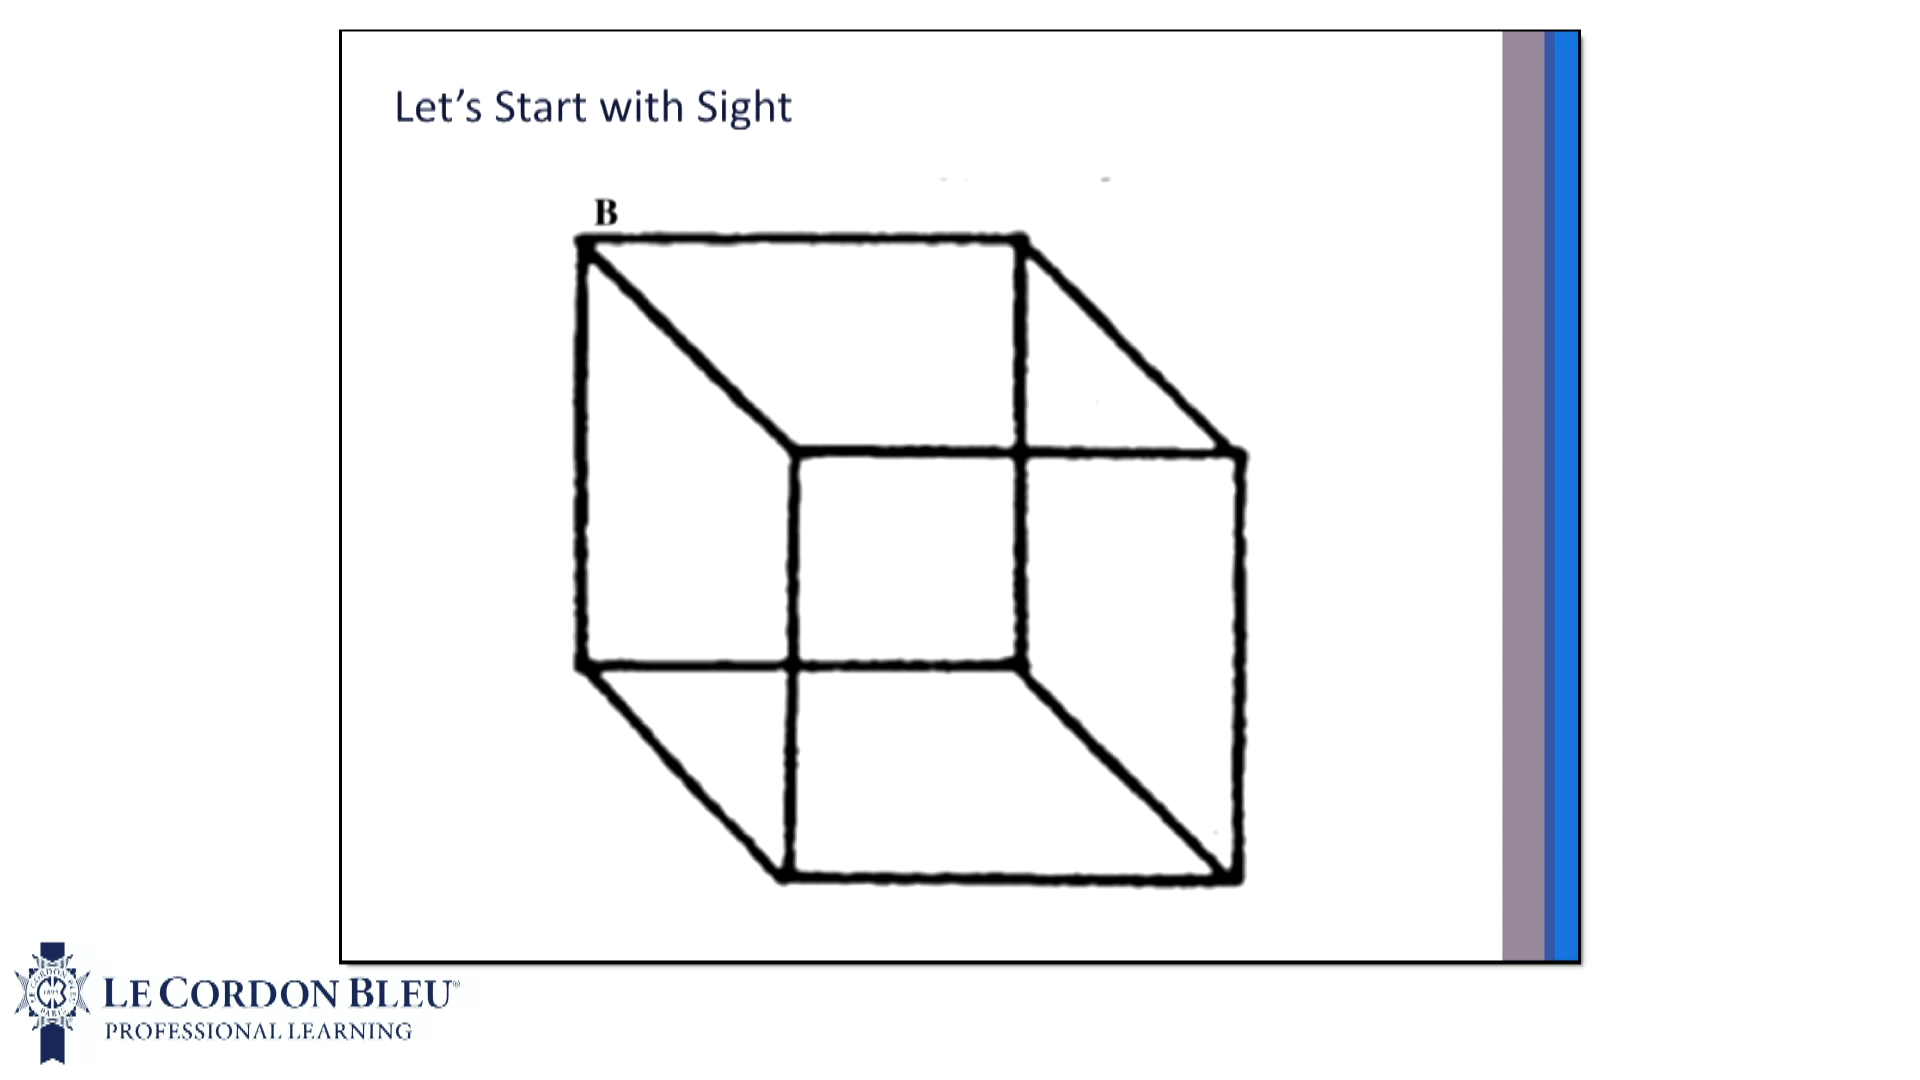 Let’s Start with Sight
B
LE CORDON BLEU®
PROFESSIONAL LEARNING